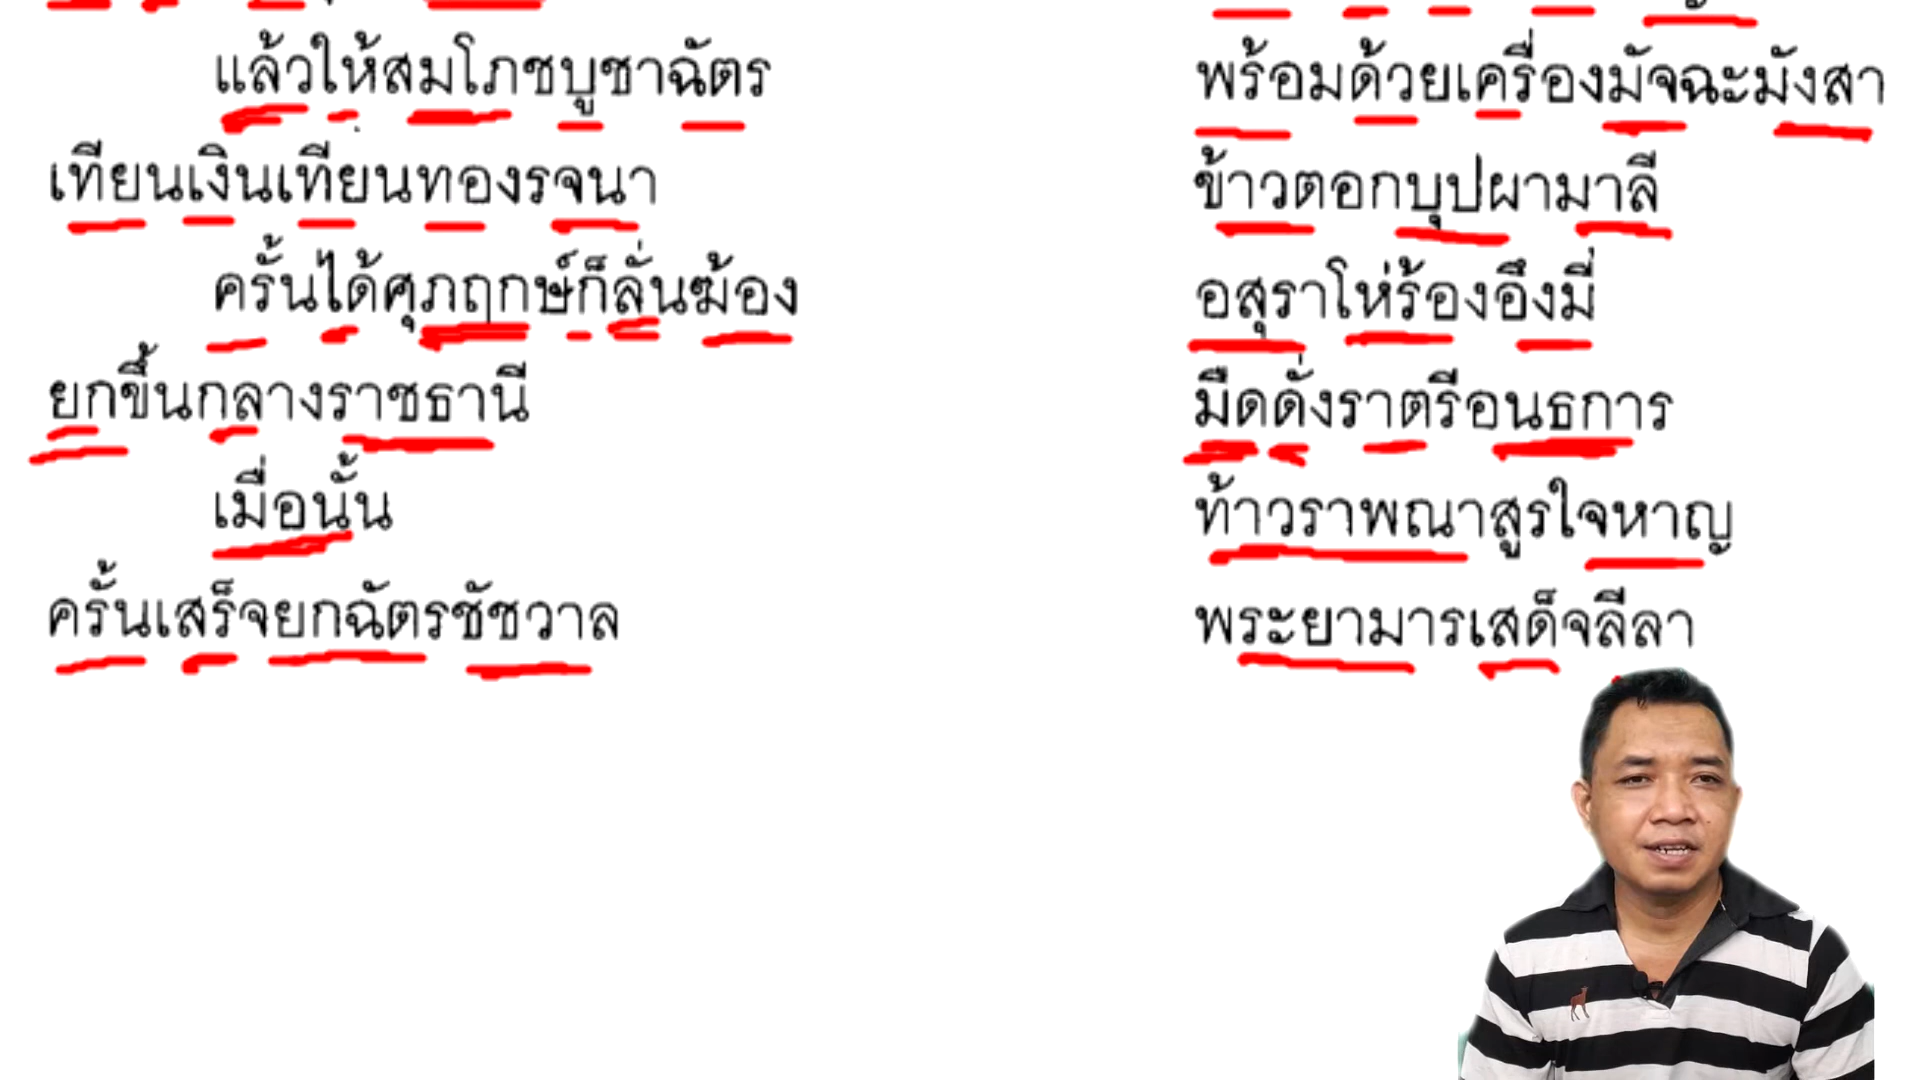 แล้วให้สมโภชบูชาฉัตร พร้อมด้วยเครื่องมัจฉะมังสา
เทียนเงินเทียนทองรจนา ข้าวตอกบุปผามาลี
ครั้นได้ศุภฤกษ์ก็ลั่นฆ้อง อสุราโห่ร้องอึงมี่
ยกขึ้นกลางราชธานี มืดดั่งราตรีอนธการ
เมื่อนั้น ท้าวราพณาสูรใจหาญ
ครั้นเสร็จยกฉัตรชัชวาล พระยามารเสด็จลีลา